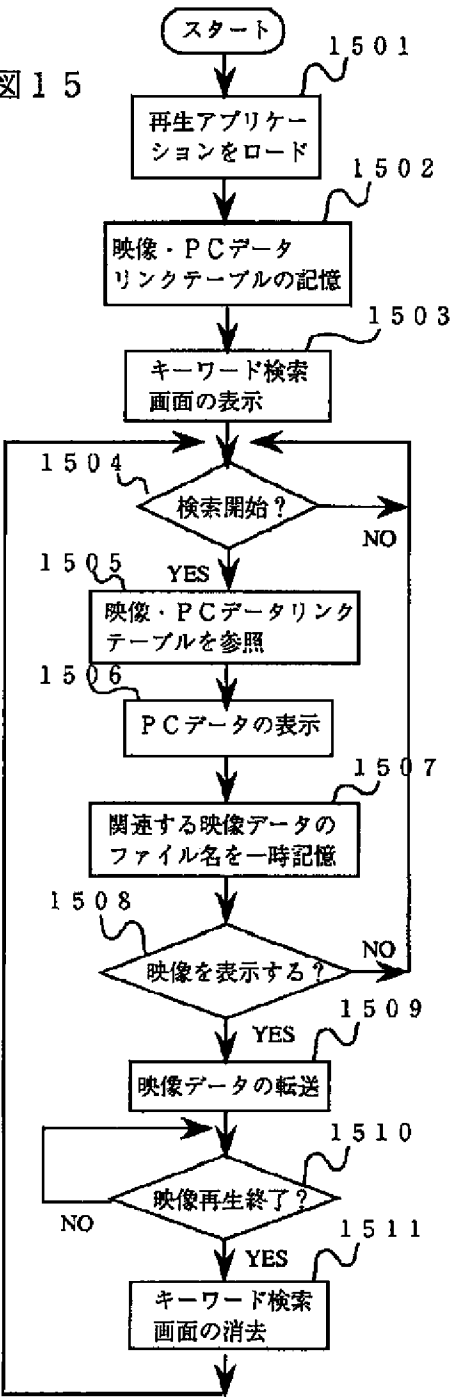 図15
スタート
1501
再生アプリケー
ションをロード
1502
映像・PCデータ
リンクテーブルの記憶
1503
キーワード検索
画面の表示
1504
検索開始?
NO
YES
1505
映像・PCデータリンク
テーブルを参照
1506
PCデータの表示
1507
関連する映像データの
ファイル名を一時記憶
1508
映像を表示する?
NO
YES
1509
映像データの転送
1510
映像再生終了?
NO
YES
1511
キーワード検索
画面の消去